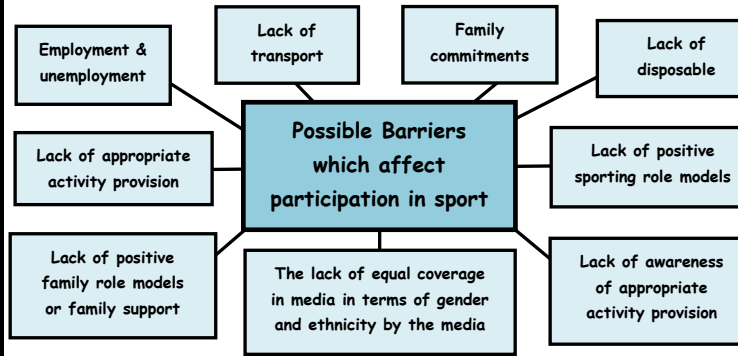 Lack of
transport
Family
commitments
Employment &
unemployment
Lack of
disposable
Possible Barriers
which affect
participation in sport
Lack of appropriate
activity provision
Lack of positive
sporting role models
Lack of positive
family role models
or family support
The lack of equal coverage
in media in terms of gender
and ethnicity by the media
Lack of awareness
of appropriate
activity provision